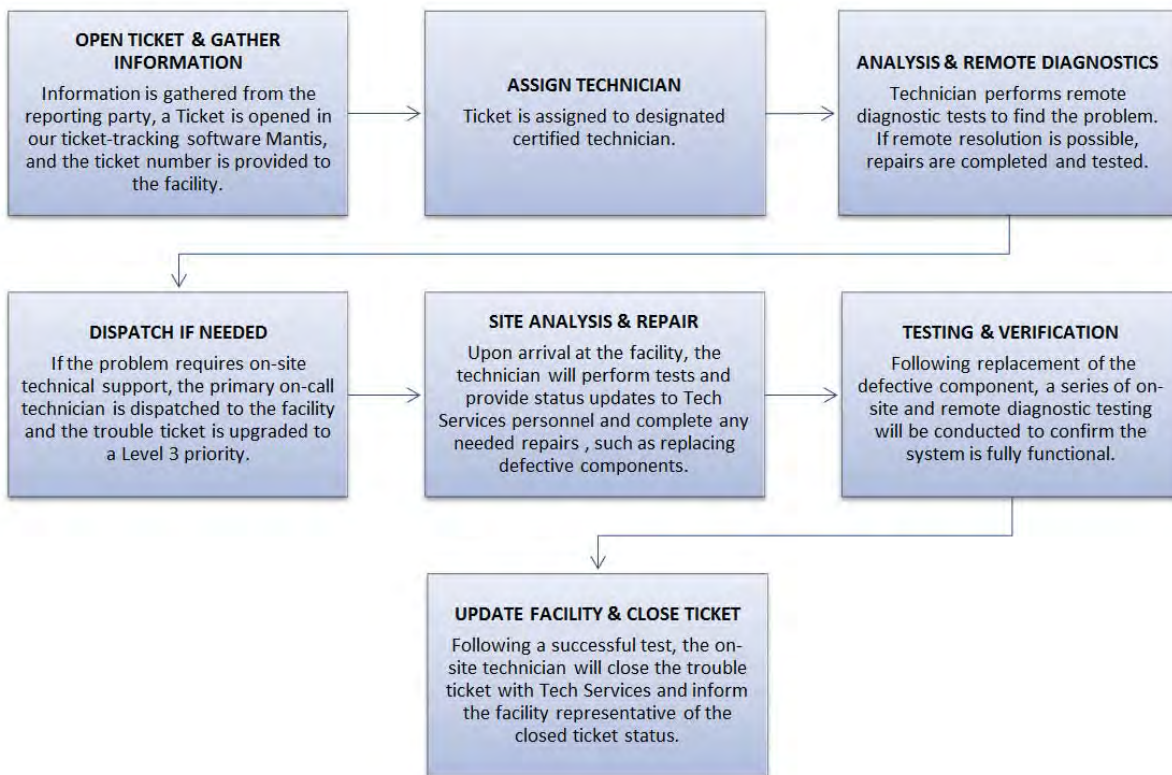 OPEN TICKET & GATHER
INFORMATION
Information is gathered from the
reporting party, a Ticket is opened in
our ticket-tracking software Mantis,
and the ticket number is provided to
the facility.
ASSIGN TECHNICIAN
Ticket is assigned to designated
certified technician.
ANALYSIS & REMOTE DIAGNOSTICS
Technician performs remote
diagnostic tests to find the problem.
If remote resolution is possible,
repairs are completed and tested.
DISPATCH IF NEEDED
If the problem requires on-site
technical support, the primary on-call
technician is dispatched to the facility
and the trouble ticket is upgraded to
a Level 3 priority.
SITE ANALYSIS & REPAIR
Upon arrival at the facility, the
technician will perform tests and
provide status updates to Tech
Services personnel and complete any
needed repairs , such as replacing
defective components.
TESTING & VERIFICATION
Following replacement of the
defective component, a series of on-
site and remote diagnostic testing
will be conducted to confirm the
system is fully functional.
UPDATE FACILITY & CLOSE TICKET
Following a successful test, the on-
site technician will close the trouble
ticket with Tech Services and inform
the facility representative of the
closed ticket status.